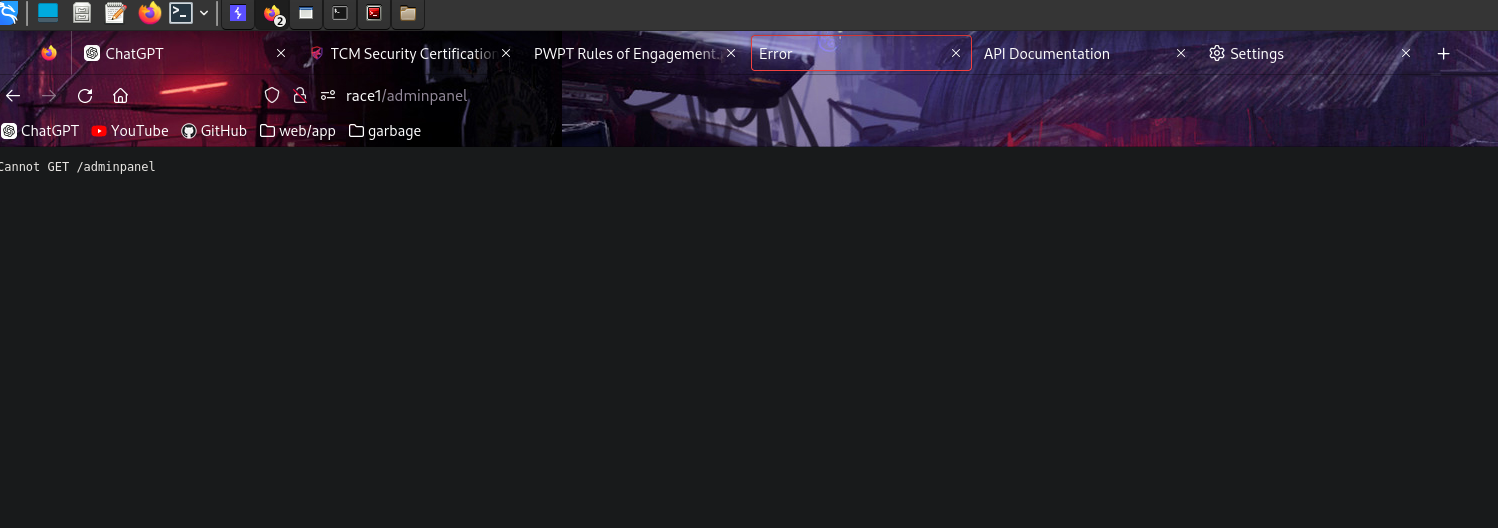 2
ChatGPT
TCM Security Certification
PWPT Rules of Engagement.
Error
API Documentation
Settings
race1/adminpanel
ChatGPT YouTube GitHub web/app garbage
Cannot GET /adminpanel